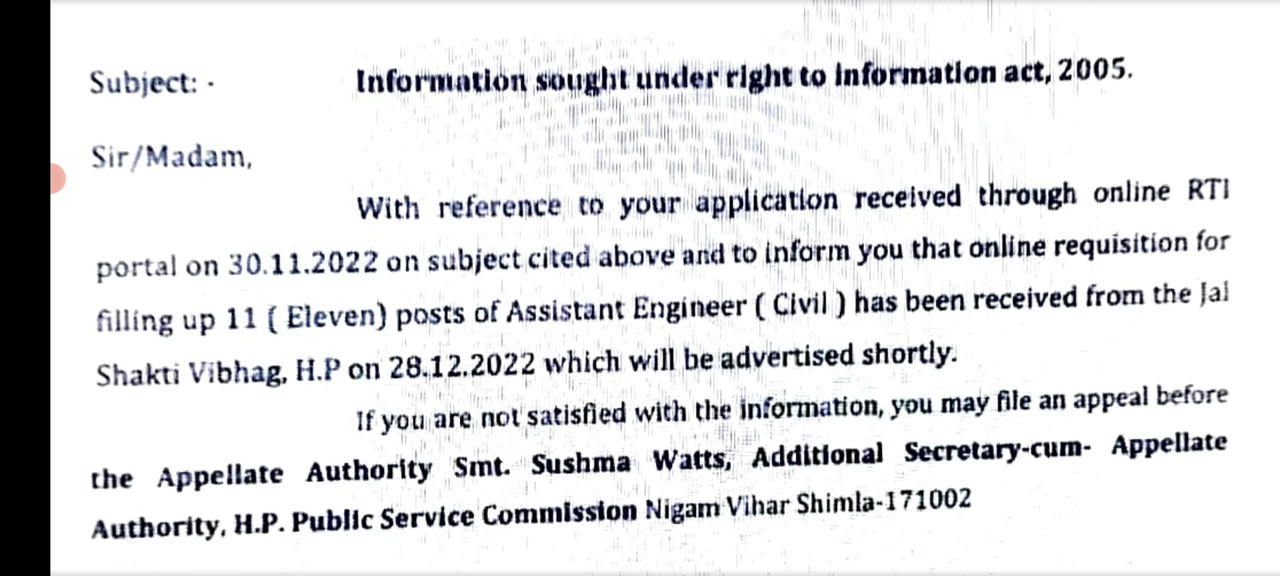 Subject: -	Information sought under right to information act, 2005.
Sir/Madam,
With reference to your application received through online RTI
portal on 30.11.2022 on subject cited above and to inform you that online requisition for
filling up 11 ( Eleven) posts of Assistant Engineer ( Civil ) has been received from the Jal
Shakti Vibhag, H.P on 28.12.2022 which will be advertised shortly.
If you are not satisfied with the information, you may file an appeal before
the Appellate Authority Smt. Sushma Watts, Additional Secretary-cum- Appellate
Authority, H.P. Public Service Commission Nigam Vihar Shimla-171002